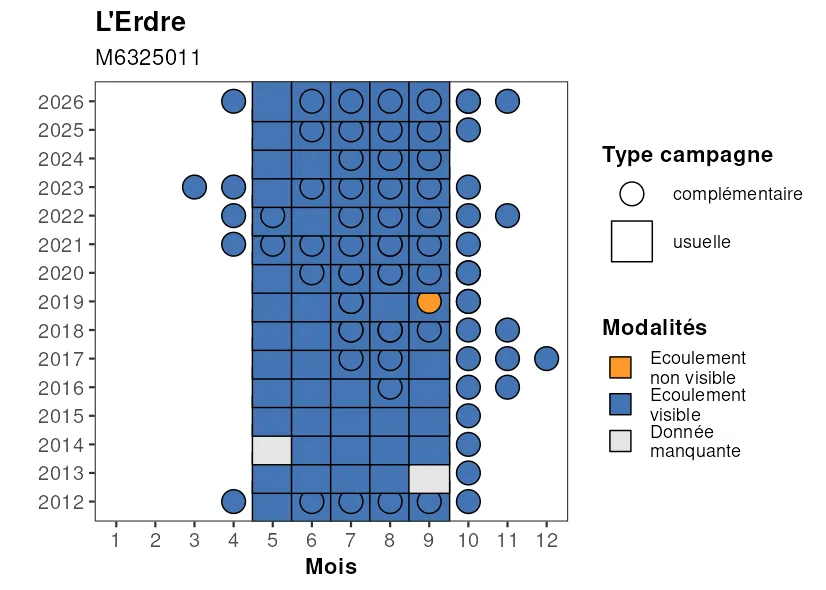 L'Erdre
M6325011
2026
2025
2024
2023
2022
2021
2020
2019
2018
2017
2016
2015
2014
2013
2012
1 2 3 4 5 6 7 8 9 10 11 12
Mois
Type campagne
complémentaire
usuelle
Modalités
Ecoulement
non visible
Ecoulement
visible
Donnée
manquante